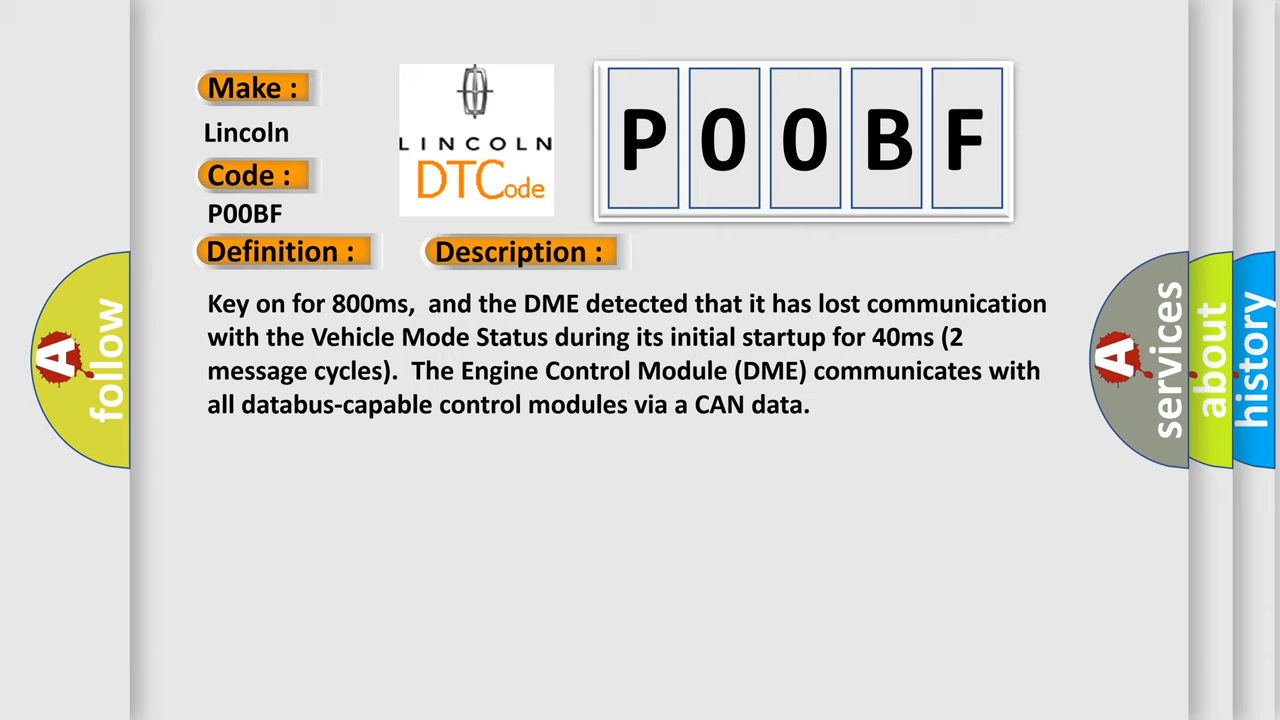 Make :
Lincoln
Code :
P00BF
Definition :
Description :
LINCOLN
DTCode
P00BF
Key on for 800ms,  and the DME detected that it has lost communication
with the Vehicle Mode Status during its initial startup for 40ms (2
message cycles)  The Engine Control Module (DME) communicates with
all databus-capable control modules via a CAN data.
A
follow
A
services
about
history